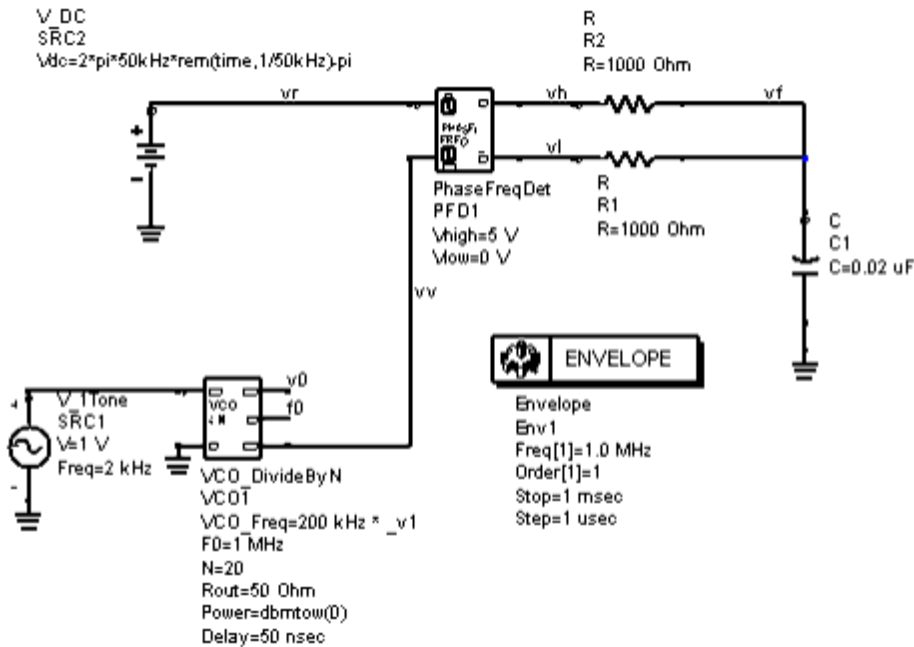 V_DC
SRC2
Vdc=2*pi*50kHz*rem(time,1/50kHz)-pi
vr
vh
vl
R
R2
R=1000 Ohm
vf
R
R1
R=1000 Ohm
PhaseFreqDet
PFD1
Vhigh=5 V
Vlow=0 V
C
C1
C=0.02 uF
vv
ENVELOPE
Envelope
Env1
Freq[1]=1.0 MHz
Order[1]=1
Stop=1 msec
Step=1 usec
V_1Tone
SRC1
V=1 V
Freq=2 kHz
VCO
v0
f0
VCO_DivideByN
VCO1
VCO_Freq=200 kHz * _v1
F0=1 MHz
N=20
Rout=50 Ohm
Power=dbmtow(0)
Delay=50 nsec